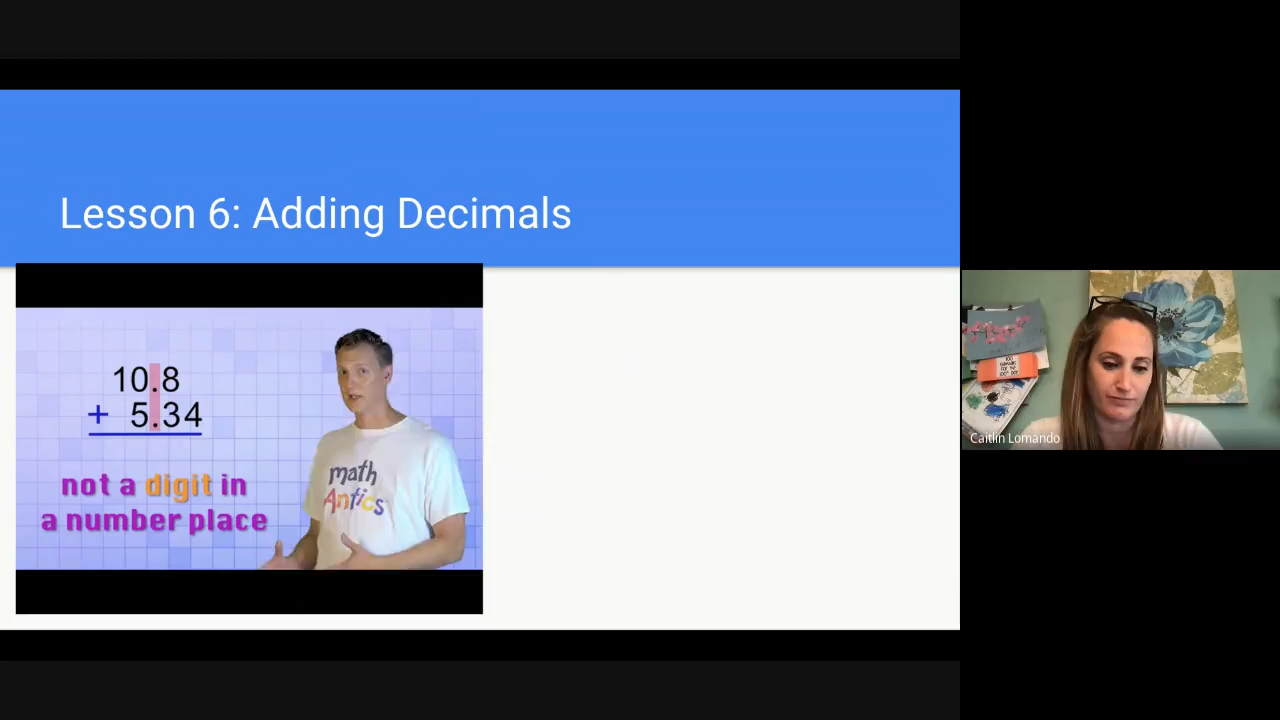 Lesson 6: Adding Decimals
10.8
+ 5.34
not a digit in
a number place
math
Antics
Caitlin Lomando